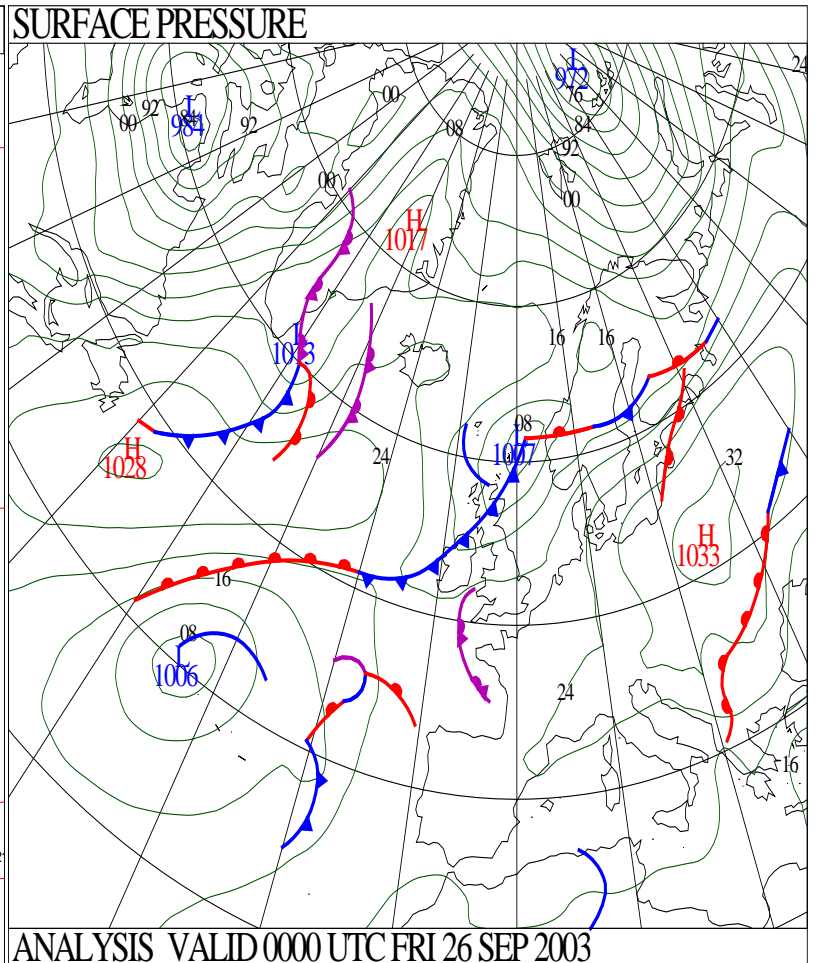 SURFACE PRESSURE
L
972
24
76
00
L
984
92
00
92
84
08
92
00
00
H
1017
L
1013
16
16
08
L
1007
H
1028
24
32
H
1033
16
08
L
1006
24
16
ANALYSIS VALID 0000 UTC FRI 26 SEP 2003